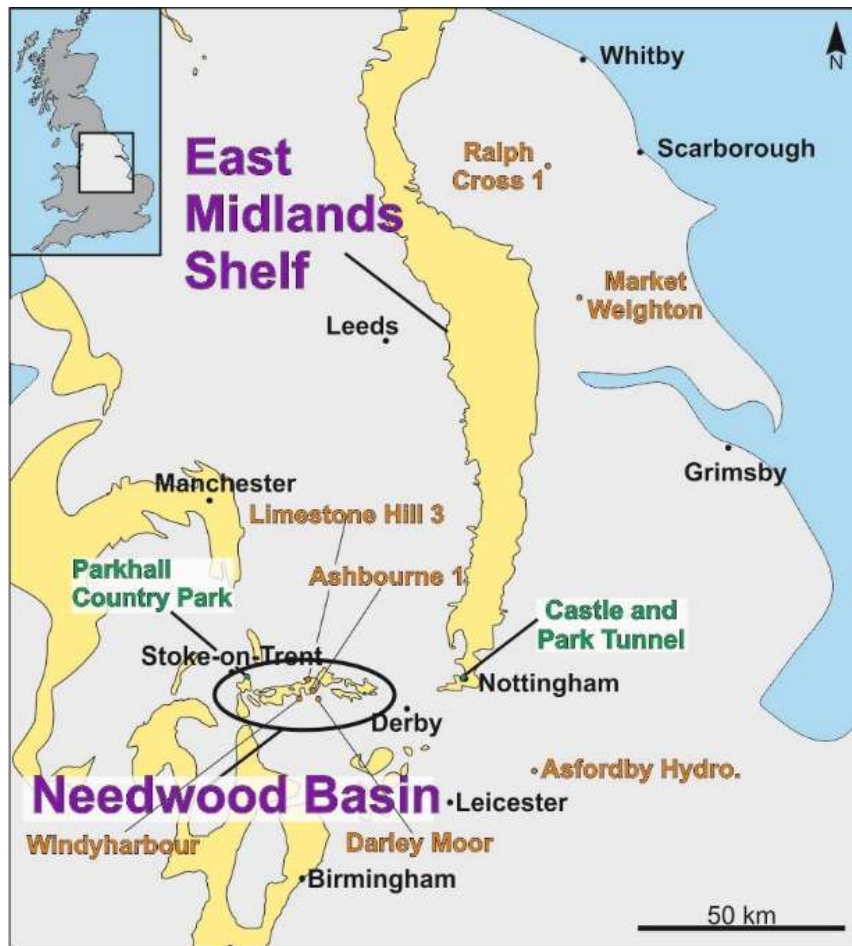 Whitby
N
East
Midlands
Shelf
Ralph
Cross 1
Scarborough
Market
Weighton
Leeds
Grimsby
Manchester
Limestone Hill 3
Parkhall
Country Park
Ashbourne 1
Castle and
Park Tunnel
Stoke-on-Trent
Nottingham
Derby
Asfordby Hydro.
Needwood Basin
Leicester
Windyharbour
Darley Moor
Birmingham
50 km